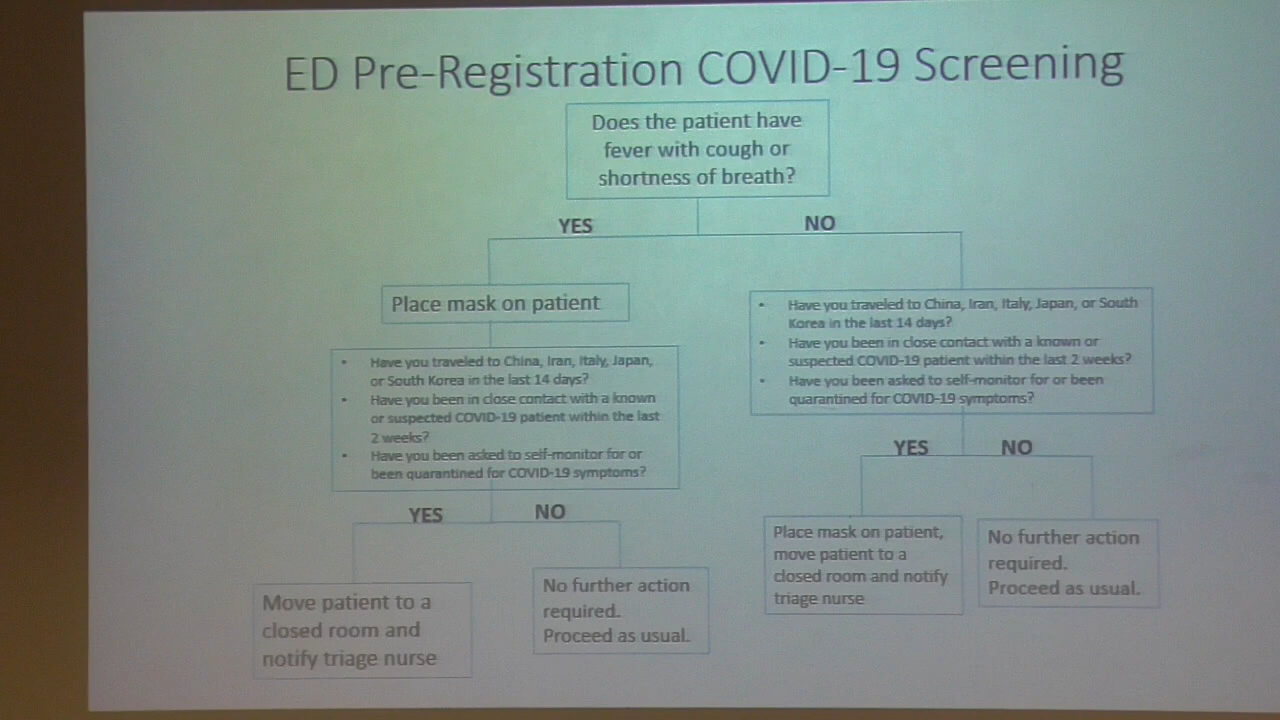 ED Pre-Registration COVID-19 Screening
Does the patient have
fever with cough or
shortness of breath?
YES
NO
Place mask on patient
• Have you traveled to China, Iran, Italy, Japan,
or South Korea in the last 14 days?
• Have you been in close contact with a known
or suspected COVID-19 patient within the last
2 weeks?
• Have you been asked to self-monitor for or
been quarantined for COVID-19 symptoms?
YES
NO
Move patient to a
closed room and
notify triage nurse
No further action
required.
Proceed as usual.
• Have you traveled to China, Iran, Italy, Japan, or South
Korea in the last 14 days?
• Have you been in close contact with a known or
suspected COVID-19 patient within the last 2 weeks?
• Have you been asked to self-monitor for or been
quarantined for COVID-19 symptoms?
YES
NO
Place mask on patient,
move patient to a
closed room and notify
triage nurse
No further action
required.
Proceed as usual.